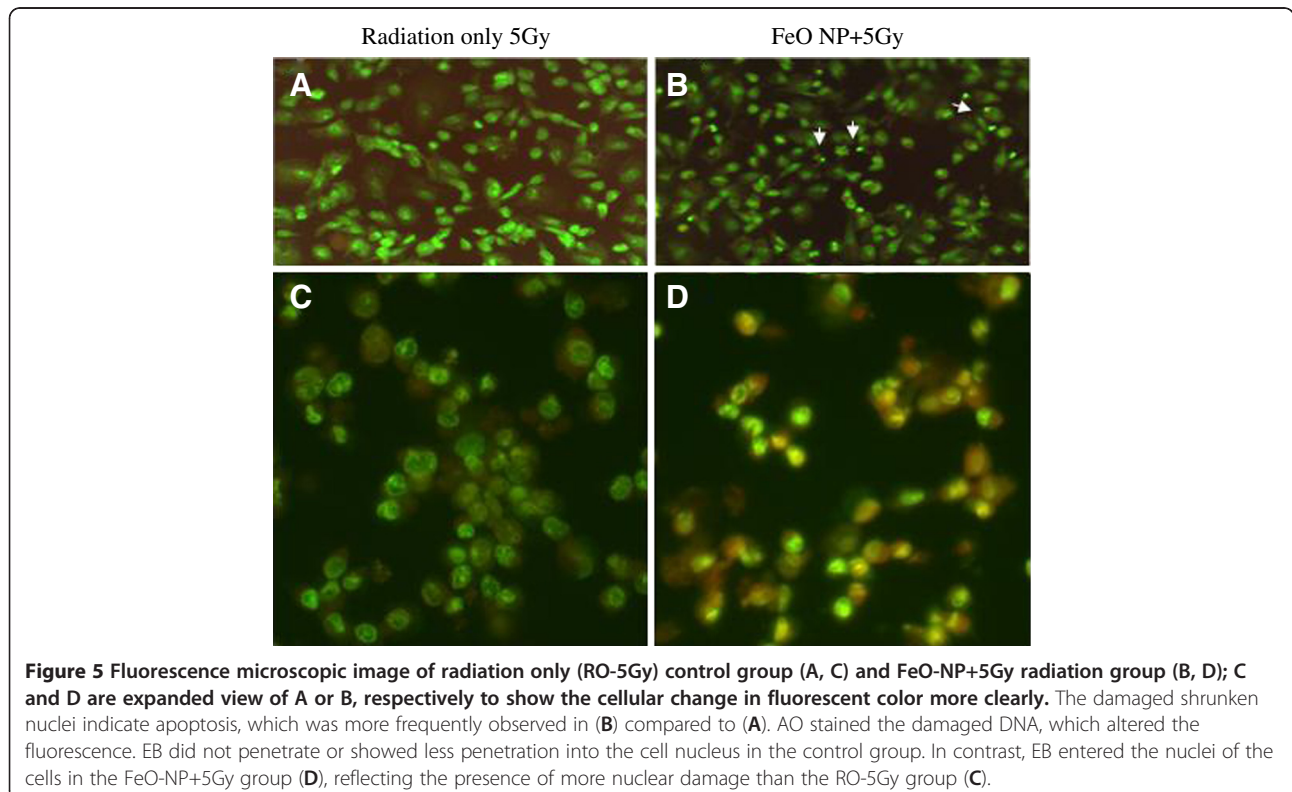 Radiation only 5Gy FeO NP+5Gy
A B
C D
Figure 5 Fluorescence microscopic image of radiation only (RO-5Gy) control group (A, C) and FeO-NP+5Gy radiation group (B, D); C
and D are expanded view of A or B, respectively to show the cellular change in fluorescent color more clearly. The damaged shrunken
nuclei indicate apoptosis, which was more frequently observed in (B) compared to (A). AO stained the damaged DNA, which altered the
fluorescence. EB did not penetrate or showed less penetration into the cell nucleus in the control group. In contrast, EB entered the nuclei of the
cells in the FeO-NP+5Gy group (D), reflecting the presence of more nuclear damage than the RO-5Gy group (C).